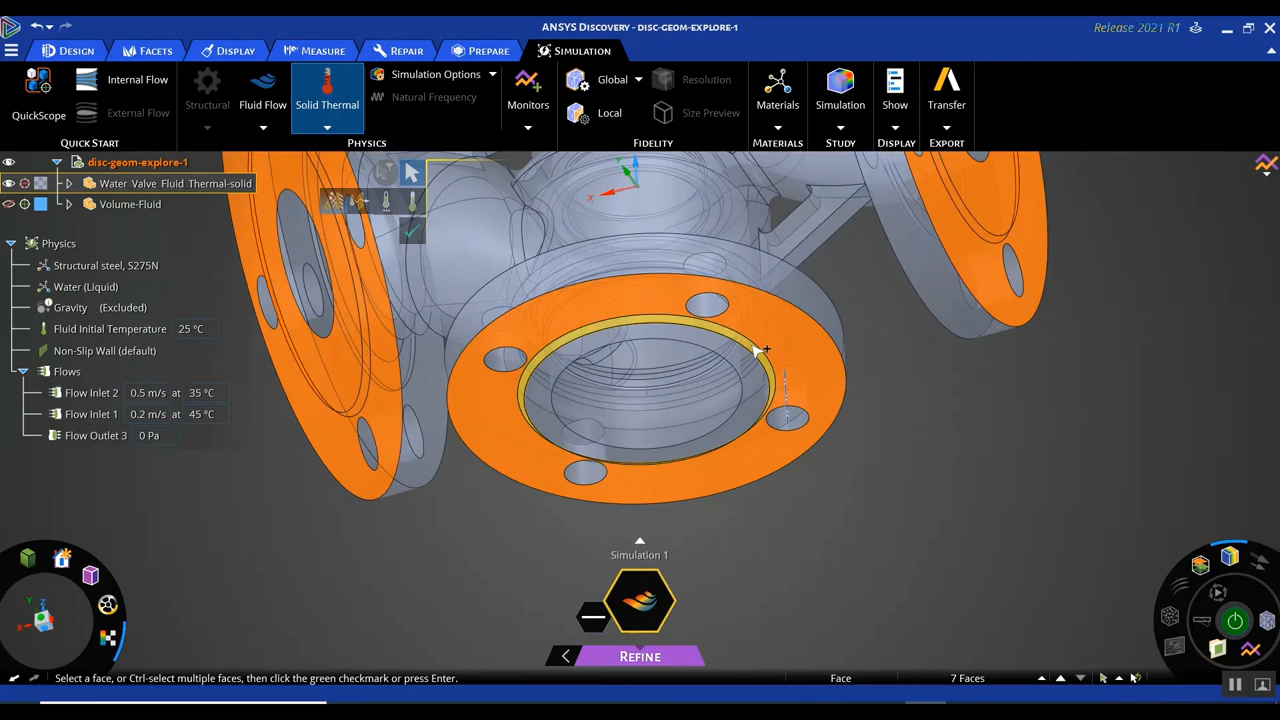 ANSYS Discovery - disc-geom-explore-1
Release 2021 R1
Design
Facets
Display
Measure
Repair
Prepare
Simulation
QuickScope
Internal Flow
External Flow
Quick Start
Structural
Fluid Flow
Solid Thermal
Simulation Options
Natural Frequency
Physics
Monitors
Global
Local
Resolution
Size Preview
Fidelity
Materials
Materials
Simulation
Study
Show
Display
Transfer
Export
disc-geom-explore-1
Water Valve Fluid Thermal-solid
Volume-Fluid
Physics
Structural steel, S275N
Water (Liquid)
Gravity (Excluded)
Fluid Initial Temperature 25 °C
Non-Slip Wall (default)
Flows
Flow Inlet 2 0.5 m/s at 35 °C
Flow Inlet 1 0.2 m/s at 45 °C
Flow Outlet 3 0 Pa
Y
X
Simulation 1
Y
Z
X
Refine
Select a face, or Ctrl-select multiple faces, then click the green checkmark or press Enter.
Face
7 Faces